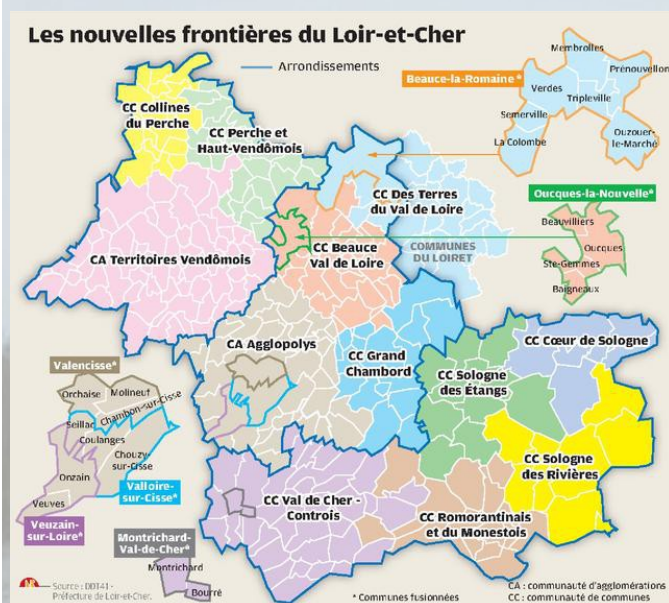 Les nouvelles frontières du Loir-et-Cher
Arrondissements
Beauce-la-Romaine*
Membrolles
Prénouvellon
Verdes
Tripleville
Semerville
La Colombe
Ouzouer-
le-Marché
CC Collines
du Perche
CC Perche et
Haut-Vendômois
CC Des Terres
du Val de Loire
Oucques-la-Nouvelle*
Beauvilliers
Oucques
Ste-Gemmes
Baigneaux
CA Territoires Vendômois
CC Beauce
Val de Loire
COMMUNES
DU LOIRET
CA Agglopolys
CC Grand
Chambord
CC Cœur de Sologne
CC Sologne
des Étangs
Valencisse*
Orchaise
Molineuf
Chambon-sur-Cisse
Seillac
Coulanges
Chouzy-
sur-Cisse
Onzain
Veuves
Valloire-
sur-Cisse*
Veuzain-
sur-Loire*
CC Sologne
des Rivières
CC Val de Cher -
Controis
CC Romorantinais
et du Monestois
Montrichard-
Val-de-Cher*
Montrichard
Bourré
Source : DDT41 -
Préfecture de Loir-et-Cher.
* Communes fusionnées
CA : communauté d'agglomérations
CC : communauté de communes